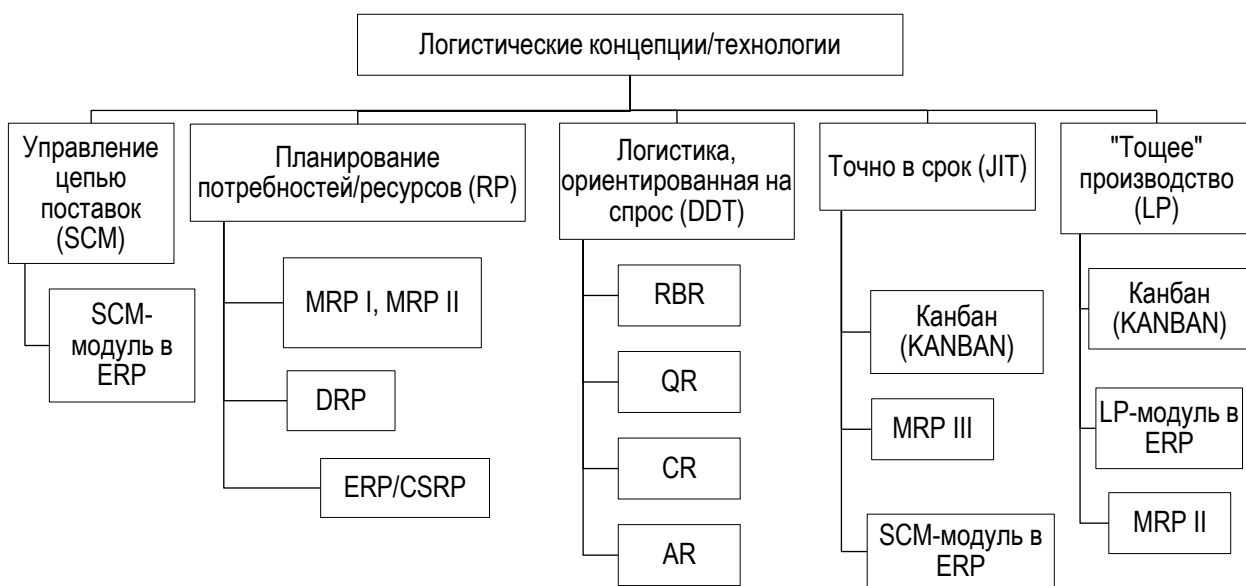 Логистические концепции/технологии
Управление
цепью
поставок
(SCM)
SCM-
модуль в
ERP
Планирование
потребностей/ресурсов (RP)
MRP I, MRP II
DRP
ERP/CSRP
Логистика,
ориентированная на
спрос (DDT)
RBR
QR
CR
AR
Точно в срок (JIT)
Канбан
(KANBAN)
MRP III
SCM-модуль в
ERP
"Тощее"
производство
(LP)
Канбан
(KANBAN)
LP-модуль в
ERP
MRP II